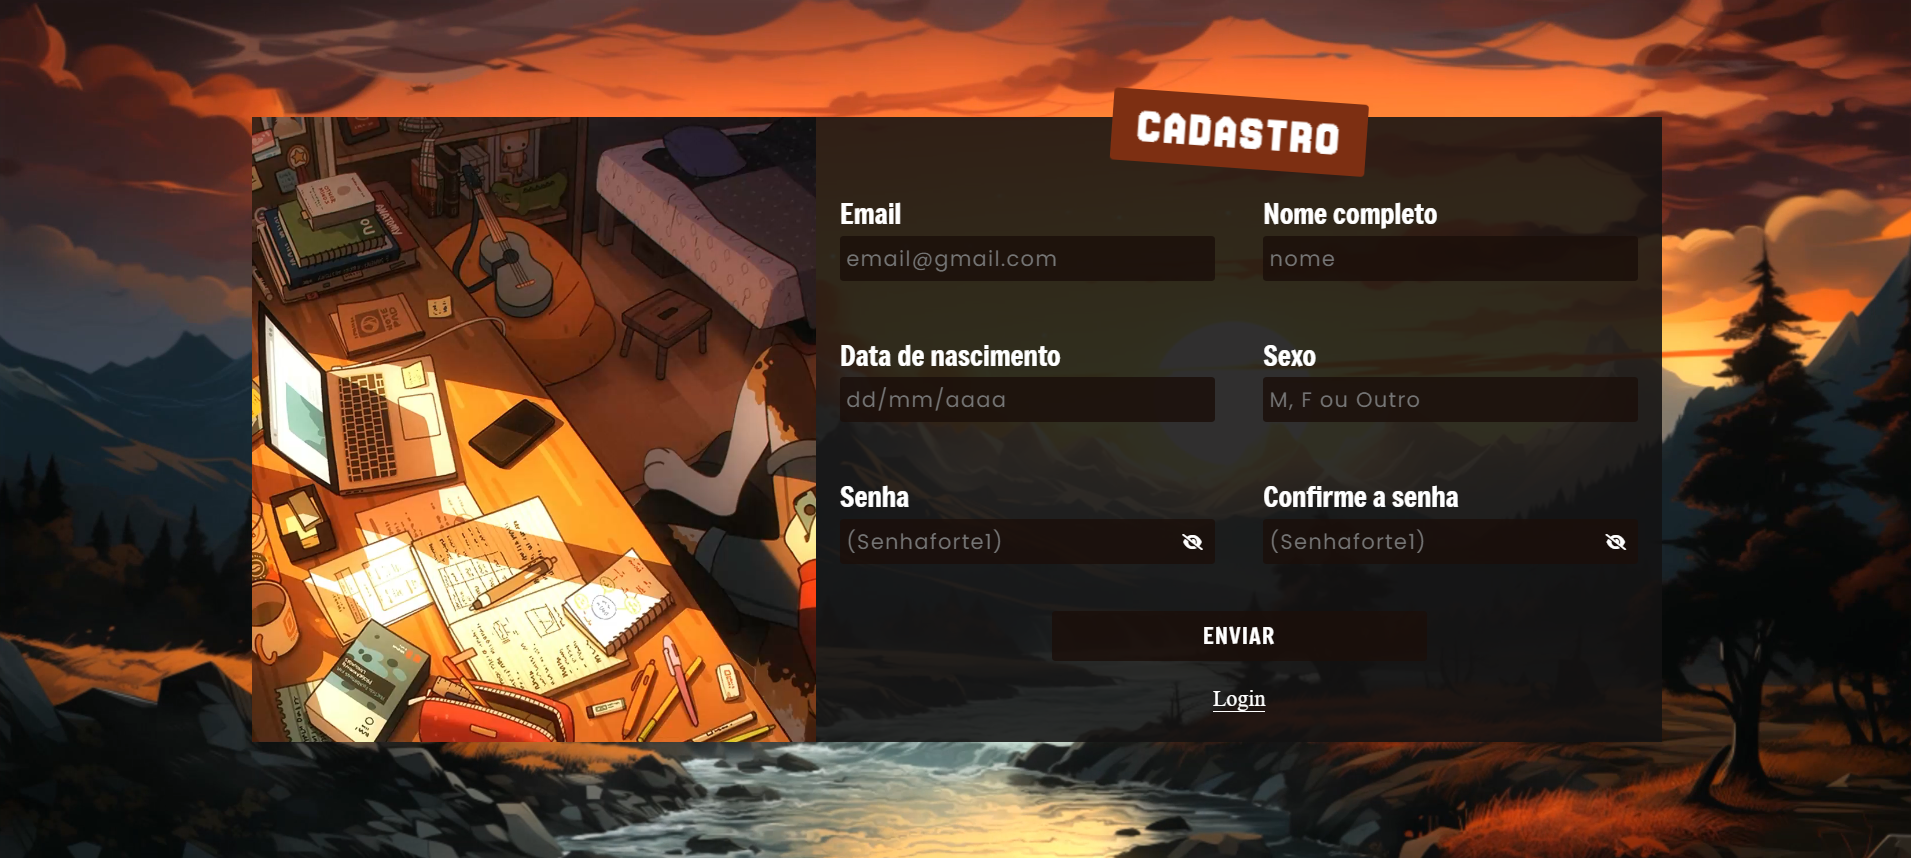 CADASTRO
Email
Nome completo
email@gmail.com
nome
Data de nascimento
Sexo
dd/mm/aaaa
M, F ou Outro
Senha
Confirme a senha
(Senhaforte1)
(Senhaforte1)
ENVIAR
Login